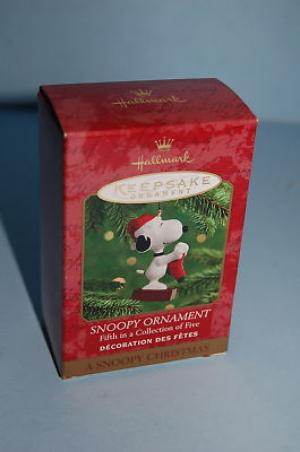 Hallmark
Hallmark
KEEPSAKE
ORNAMENT
SNOOPY ORNAMENT
Fifth in a Collection of Five
DÉCORATION DES FÊTES
A SNOOPY CHRISTMAS